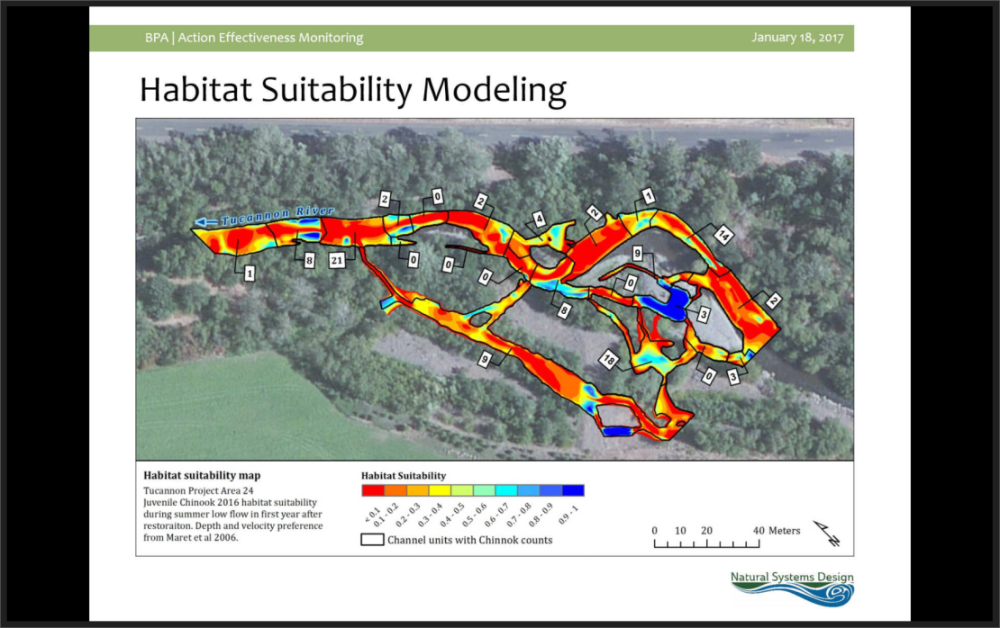 BPA | Action Effectiveness Monitoring
January 18, 2017
Habitat Suitability Modeling
Tucannon River
2
0
2
4
2
1
14
9
0
8
21
0
0
0
1
8
3
2
18
9
0
3
Habitat suitability map
Tucannon Project Area 24
Juvenile Chinook 2016 habitat suitability
during summer low flow in first year after
restoraiton. Depth and velocity preference
from Maret et al 2006.
Habitat Suitability
< 0.1
0.1 - 0.2
0.2 - 0.3
0.3 - 0.4
0.4 - 0.5
0.5 - 0.6
0.6 - 0.7
0.7 - 0.8
0.8 - 0.9
0.9 - 1
Channel units with Chinnok counts
0 10 20 40 Meters
N
Natural Systems Design